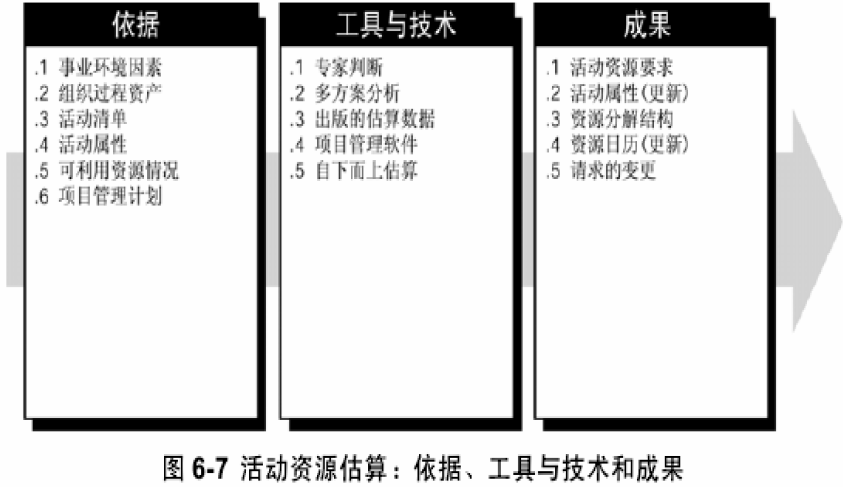 依据
.1 事业环境因素
.2 组织过程资产
.3 活动清单
.4 活动属性
.5 可利用资源情况
.6 项目管理计划
工具与技术
.1 专家判断
.2 多方案分析
.3 出版的估算数据
.4 项目管理软件
.5 自下而上估算
成果
.1 活动资源要求
.2 活动属性(更新)
.3 资源分解结构
.4 资源日历(更新)
.5 请求的变更
图 6-7 活动资源估算：依据、工具与技术和成果